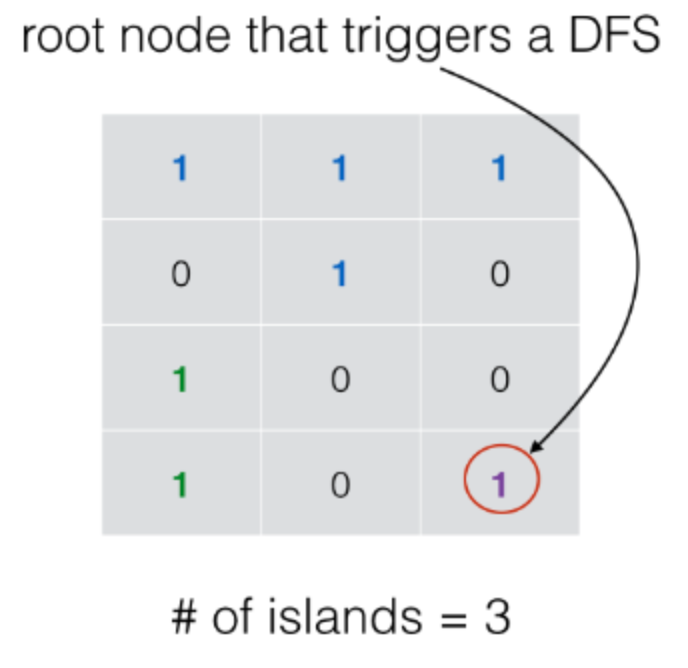 root node that triggers a DFS
1 1 1
0 1 0
1 0 0
1 0 1
# of islands = 3